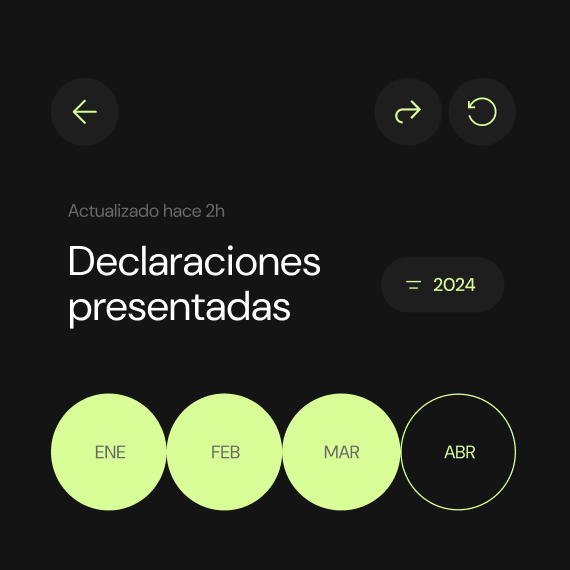 Actualizado hace 2h
Declaraciones
presentadas
2024
ENE
FEB
MAR
ABR